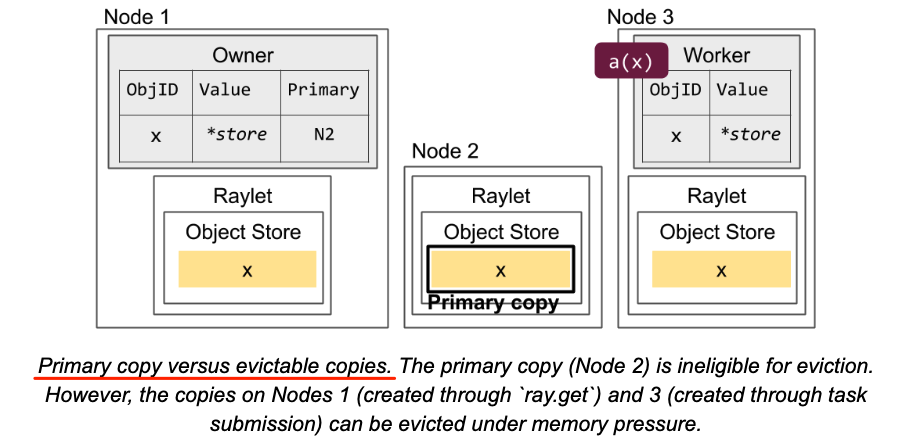 Node 1
Owner
ObjID Value Primary
x *store N2
Raylet
Object Store
x
Node 2
Raylet
Object Store
x
Primary copy
Node 3
a(x)
Worker
ObjID Value
x *store
Raylet
Object Store
x
Primary copy versus evictable copies. The primary copy (Node 2) is ineligible for eviction.
However, the copies on Nodes 1 (created through `ray.get`) and 3 (created through task
submission) can be evicted under memory pressure.